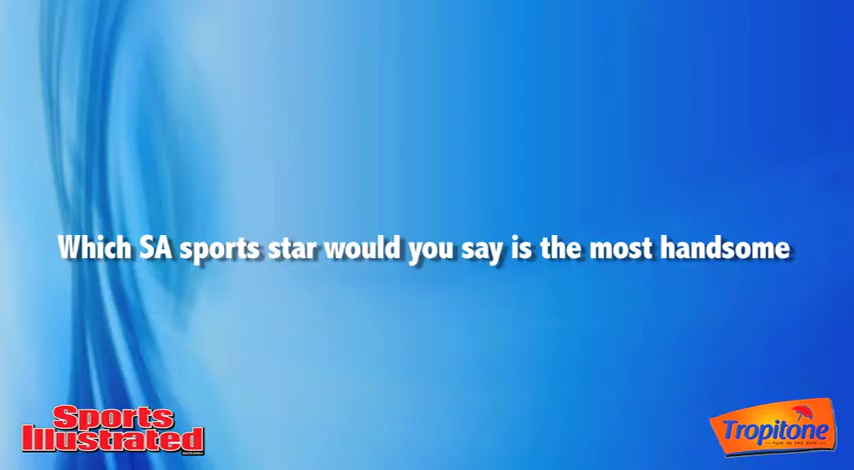 Which SA sports star would you say is the most handsome
Sports
Illustrated
Tropitone